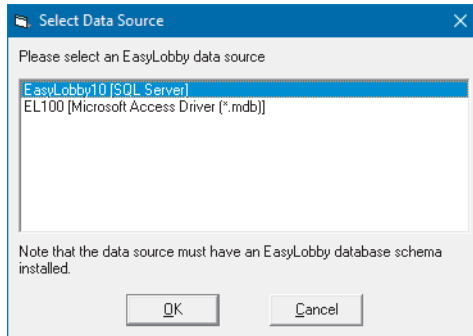 Select Data Source
Please select an EasyLobby data source
EasyLobby10 [SQL Server]
EL100 [Microsoft Access Driver (*.mdb)]
Note that the data source must have an EasyLobby database schema
installed.
OK
Cancel